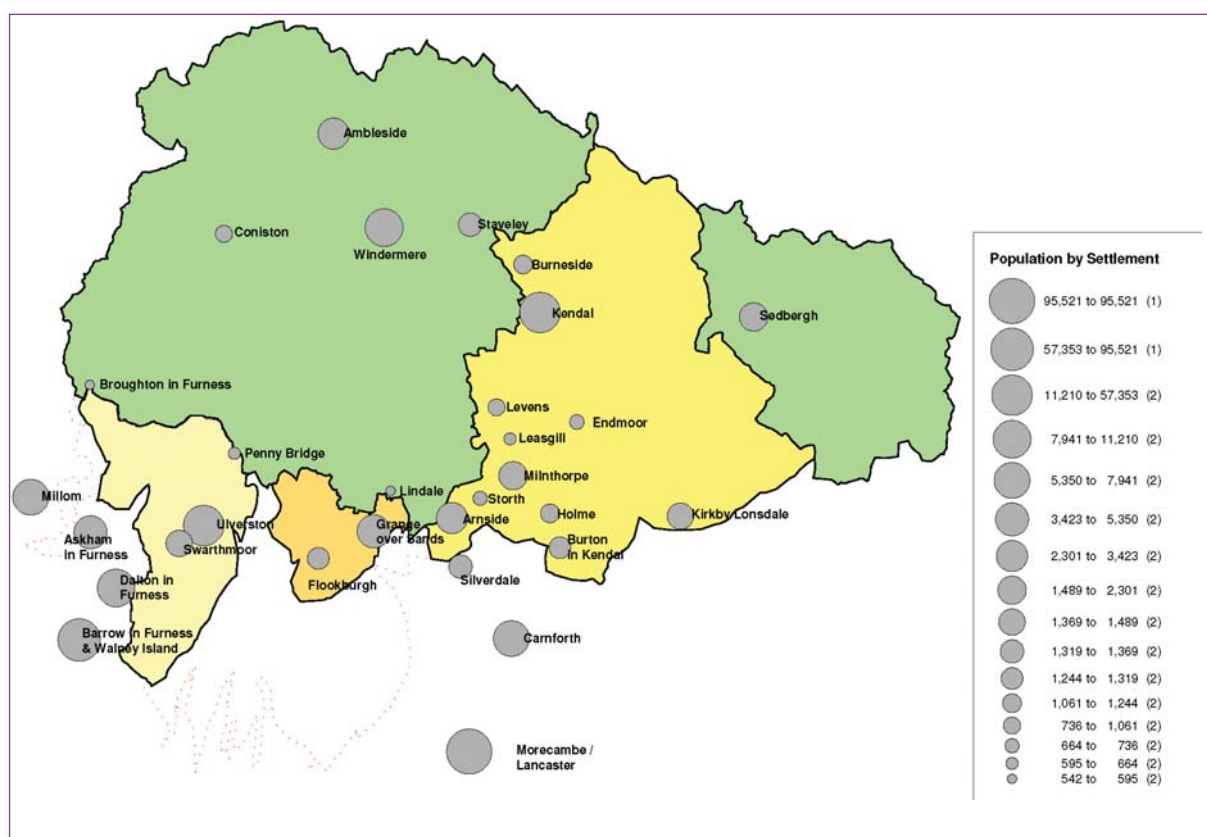 Ambleside
Coniston
Windermere
Staveley
Burneside
Kendal
Sedbergh
Broughton in Furness
Levens
Endmoor
Leasgill
Penny Bridge
Milnthorpe
Lindale
Storth
Millom
Arnside
Holme
Kirkby Lonsdale
Ulverston
Grange
over Sands
Askham
in Furness
Swarthmoor
Burton
in Kendal
Flookburgh
Silverdale
Dalton in
Furness
Barrow in Furness
& Walney Island
Carnforth
Morecambe /
Lancaster
Population by Settlement
95,521 to 95,521 (1)
57,353 to 95,521 (1)
11,210 to 57,353 (2)
7,941 to 11,210 (2)
5,350 to 7,941 (2)
3,423 to 5,350 (2)
2,301 to 3,423 (2)
1,489 to 2,301 (2)
1,369 to 1,489 (2)
1,319 to 1,369 (2)
1,244 to 1,319 (2)
1,061 to 1,244 (2)
736 to 1,061 (2)
664 to 736 (2)
595 to 664 (2)
542 to 595 (2)